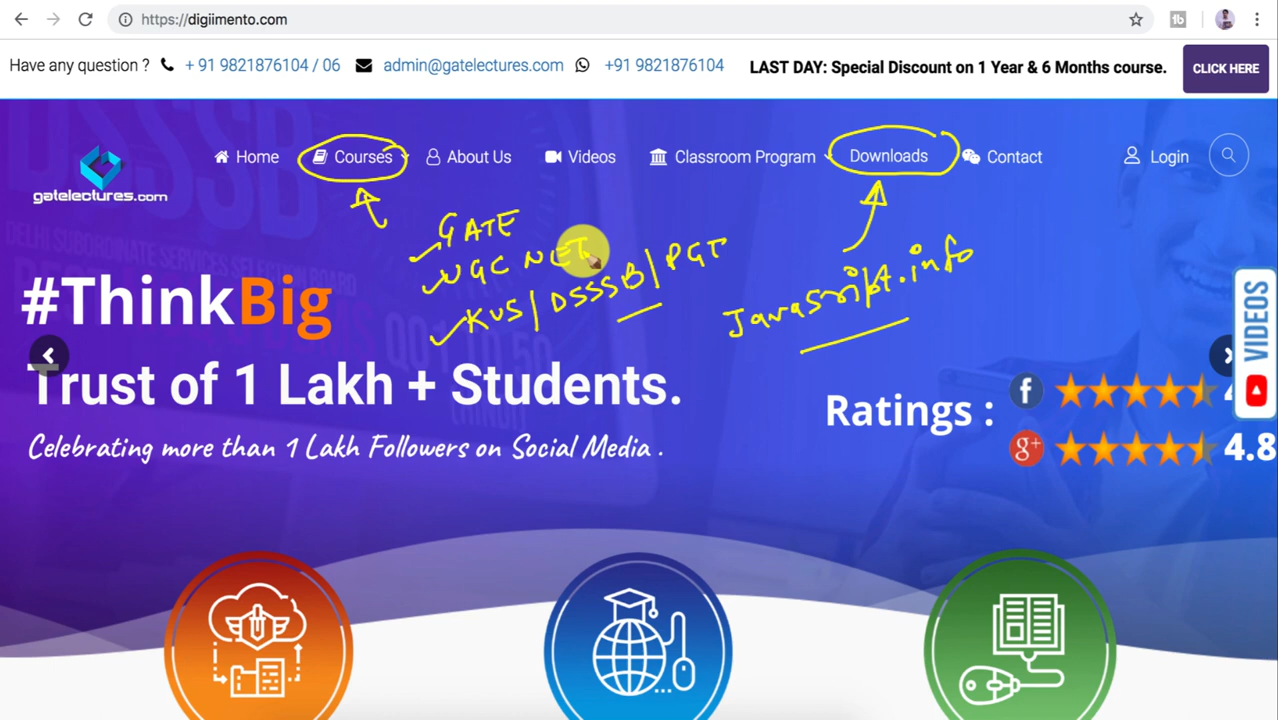 https://digiimento.com
Have any question ? + 91 9821876104 / 06 admin@gatelectures.com +91 9821876104 LAST DAY: Special Discount on 1 Year & 6 Months course. CLICK HERE
gatelectures.com
Home Courses About Us Videos Classroom Program Downloads Contact Login
GATE
UGC NET
KVS / DSSSB / PGT
JavaScript.info
#ThinkBig
Trust of 1 Lakh + Students.
Celebrating more than 1 Lakh Followers on Social Media .
Ratings :
4.8
VIDEOS